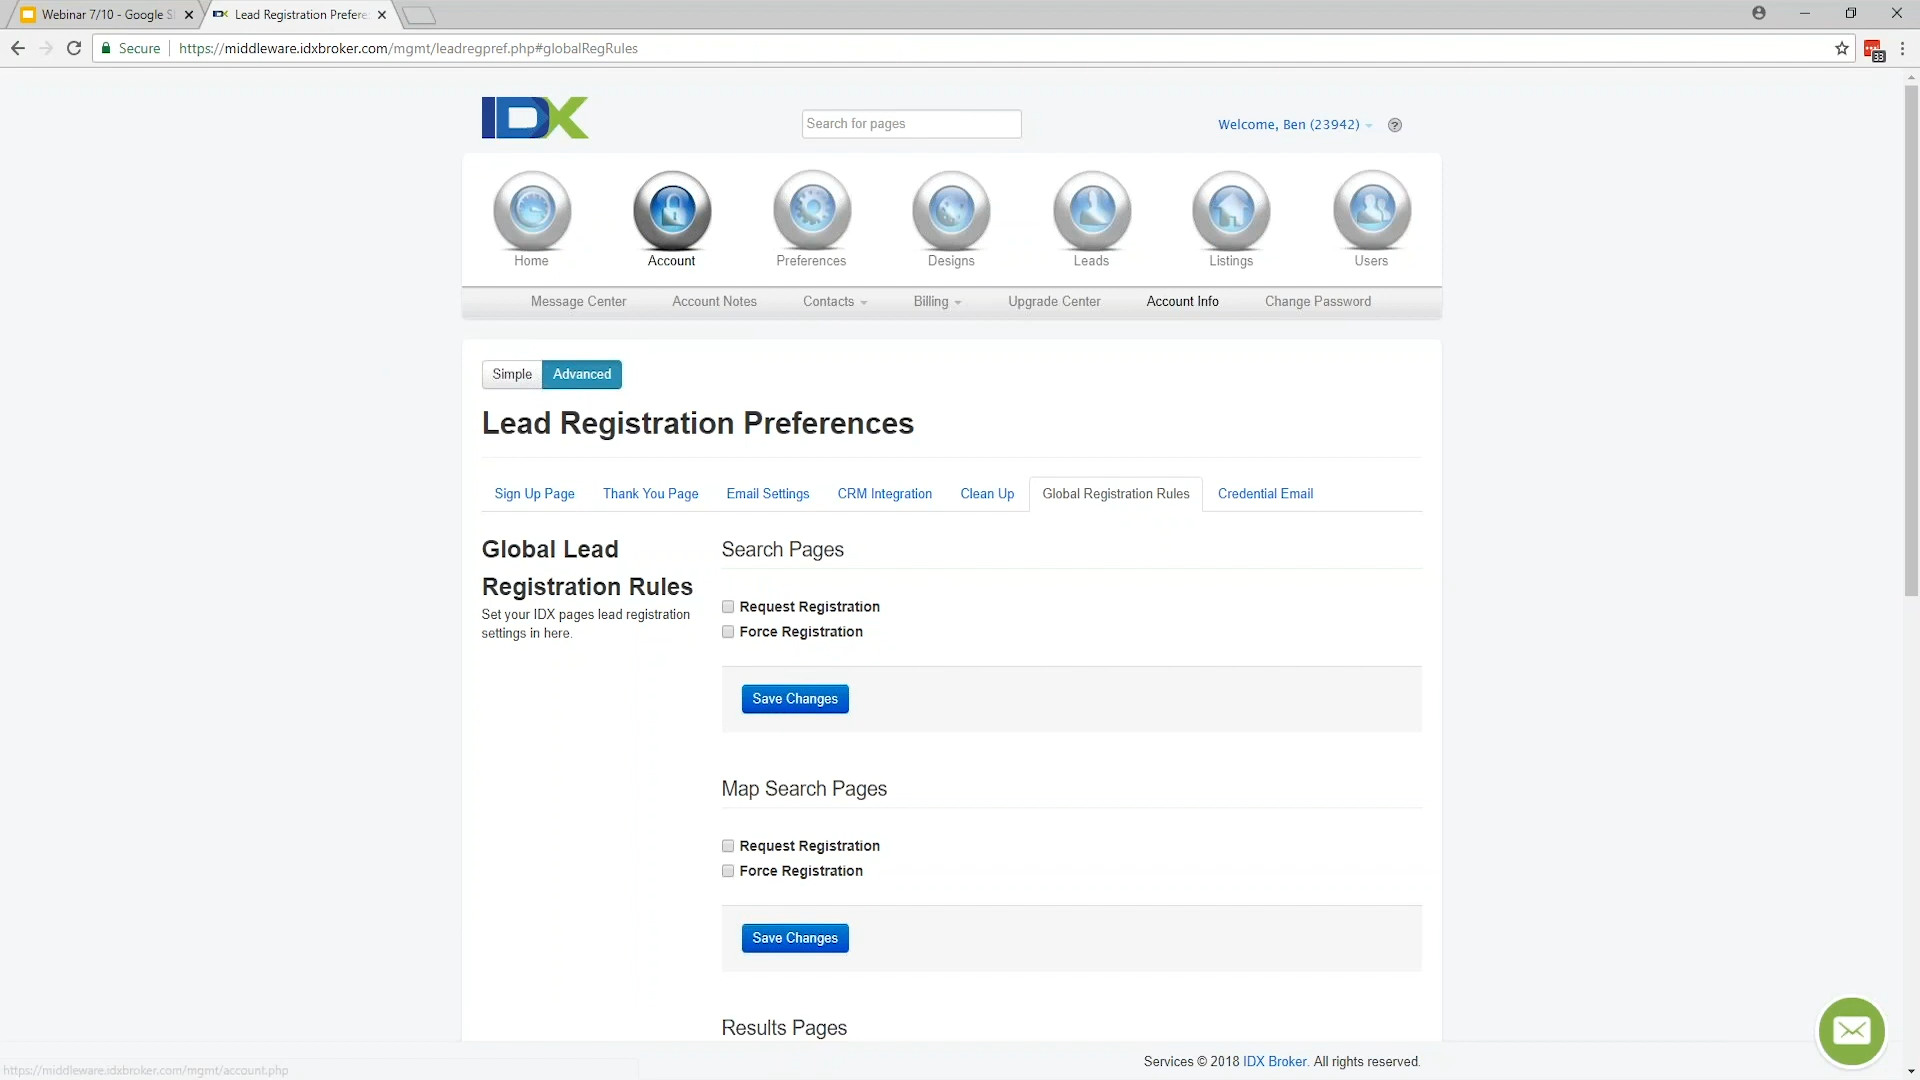 Webinar 7/10 - Google S
Lead Registration Prefere
Secure
https://middleware.idxbroker.com/mgmt/leadregpref.php#globalRegRules
33
IDX
Search for pages
Welcome, Ben (23942)
?
Home
Account
Preferences
Designs
Leads
Listings
Users
Message Center
Account Notes
Contacts
Billing
Upgrade Center
Account Info
Change Password
Simple
Advanced
Lead Registration Preferences
Sign Up Page
Thank You Page
Email Settings
CRM Integration
Clean Up
Global Registration Rules
Credential Email
Global Lead
Registration Rules
Set your IDX pages lead registration
settings in here.
Search Pages
Request Registration
Force Registration
Save Changes
Map Search Pages
Request Registration
Force Registration
Save Changes
Results Pages
Services © 2018 IDX Broker. All rights reserved.
https://middleware.idxbroker.com/mgmt/account.php